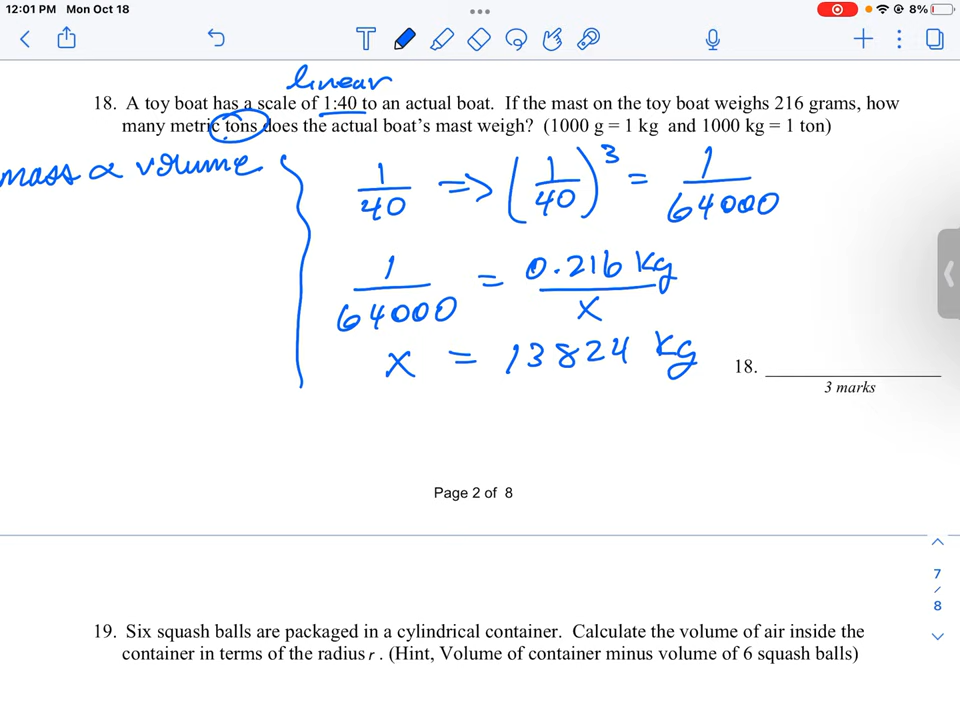 12:01 PM Mon Oct 18
8%
T
linear
18. A toy boat has a scale of 1:40 to an actual boat. If the mast on the toy boat weighs 216 grams, how
many metric tons does the actual boat's mast weigh? (1000 g = 1 kg and 1000 kg = 1 ton)
mass ∝ volume
1/40 => (1/40)^3 = 1/64000
1/64000 = 0.216 kg/x
x = 13824 kg
18. ____________________
3 marks
Page 2 of 8
7
/
8
19. Six squash balls are packaged in a cylindrical container. Calculate the volume of air inside the
container in terms of the radius r. (Hint, Volume of container minus volume of 6 squash balls)